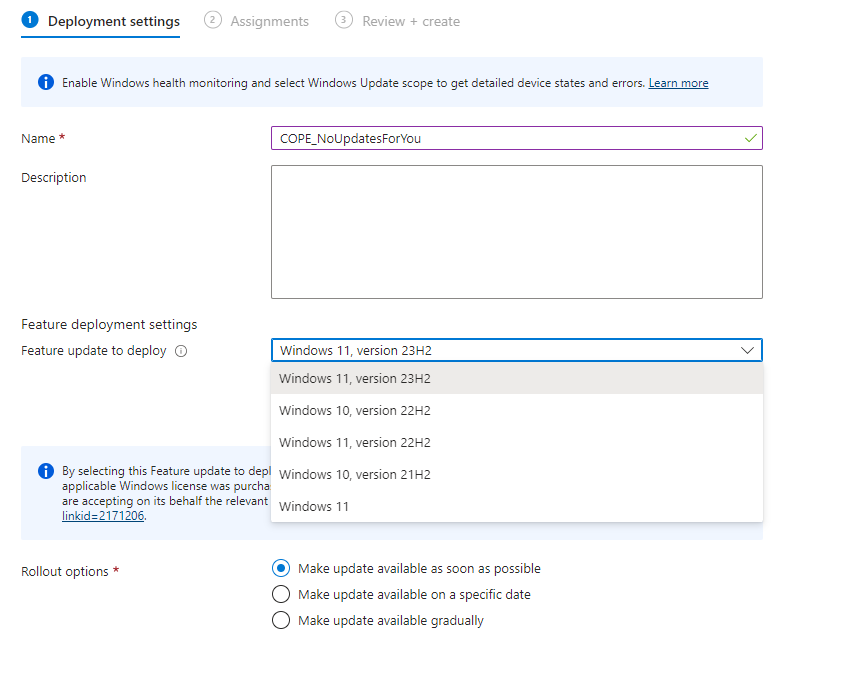 1 Deployment settings 2 Assignments 3 Review + create
Enable Windows health monitoring and select Windows Update scope to get detailed device states and errors. Learn more
Name * COPE_NoUpdatesForYou
Description
Feature deployment settings
Feature update to deploy Windows 11, version 23H2
Windows 11, version 23H2
Windows 10, version 22H2
Windows 11, version 22H2
Windows 10, version 21H2
Windows 11
By selecting this Feature update to depl
applicable Windows license was purcha
are accepting on its behalf the relevant
linkid=2171206.
Rollout options * Make update available as soon as possible
Make update available on a specific date
Make update available gradually